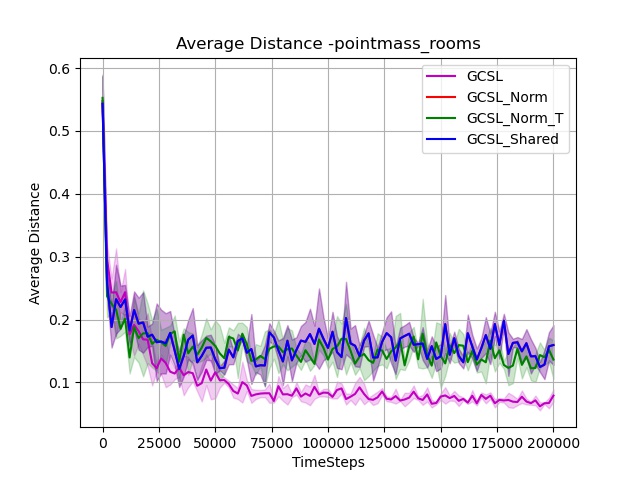 Average Distance -pointmass_rooms
Average Distance
0.6
0.5
0.4
0.3
0.2
0.1
GCSL
GCSL_Norm
GCSL_Norm_T
GCSL_Shared
0 25000 50000 75000 100000 125000 150000 175000 200000
TimeSteps